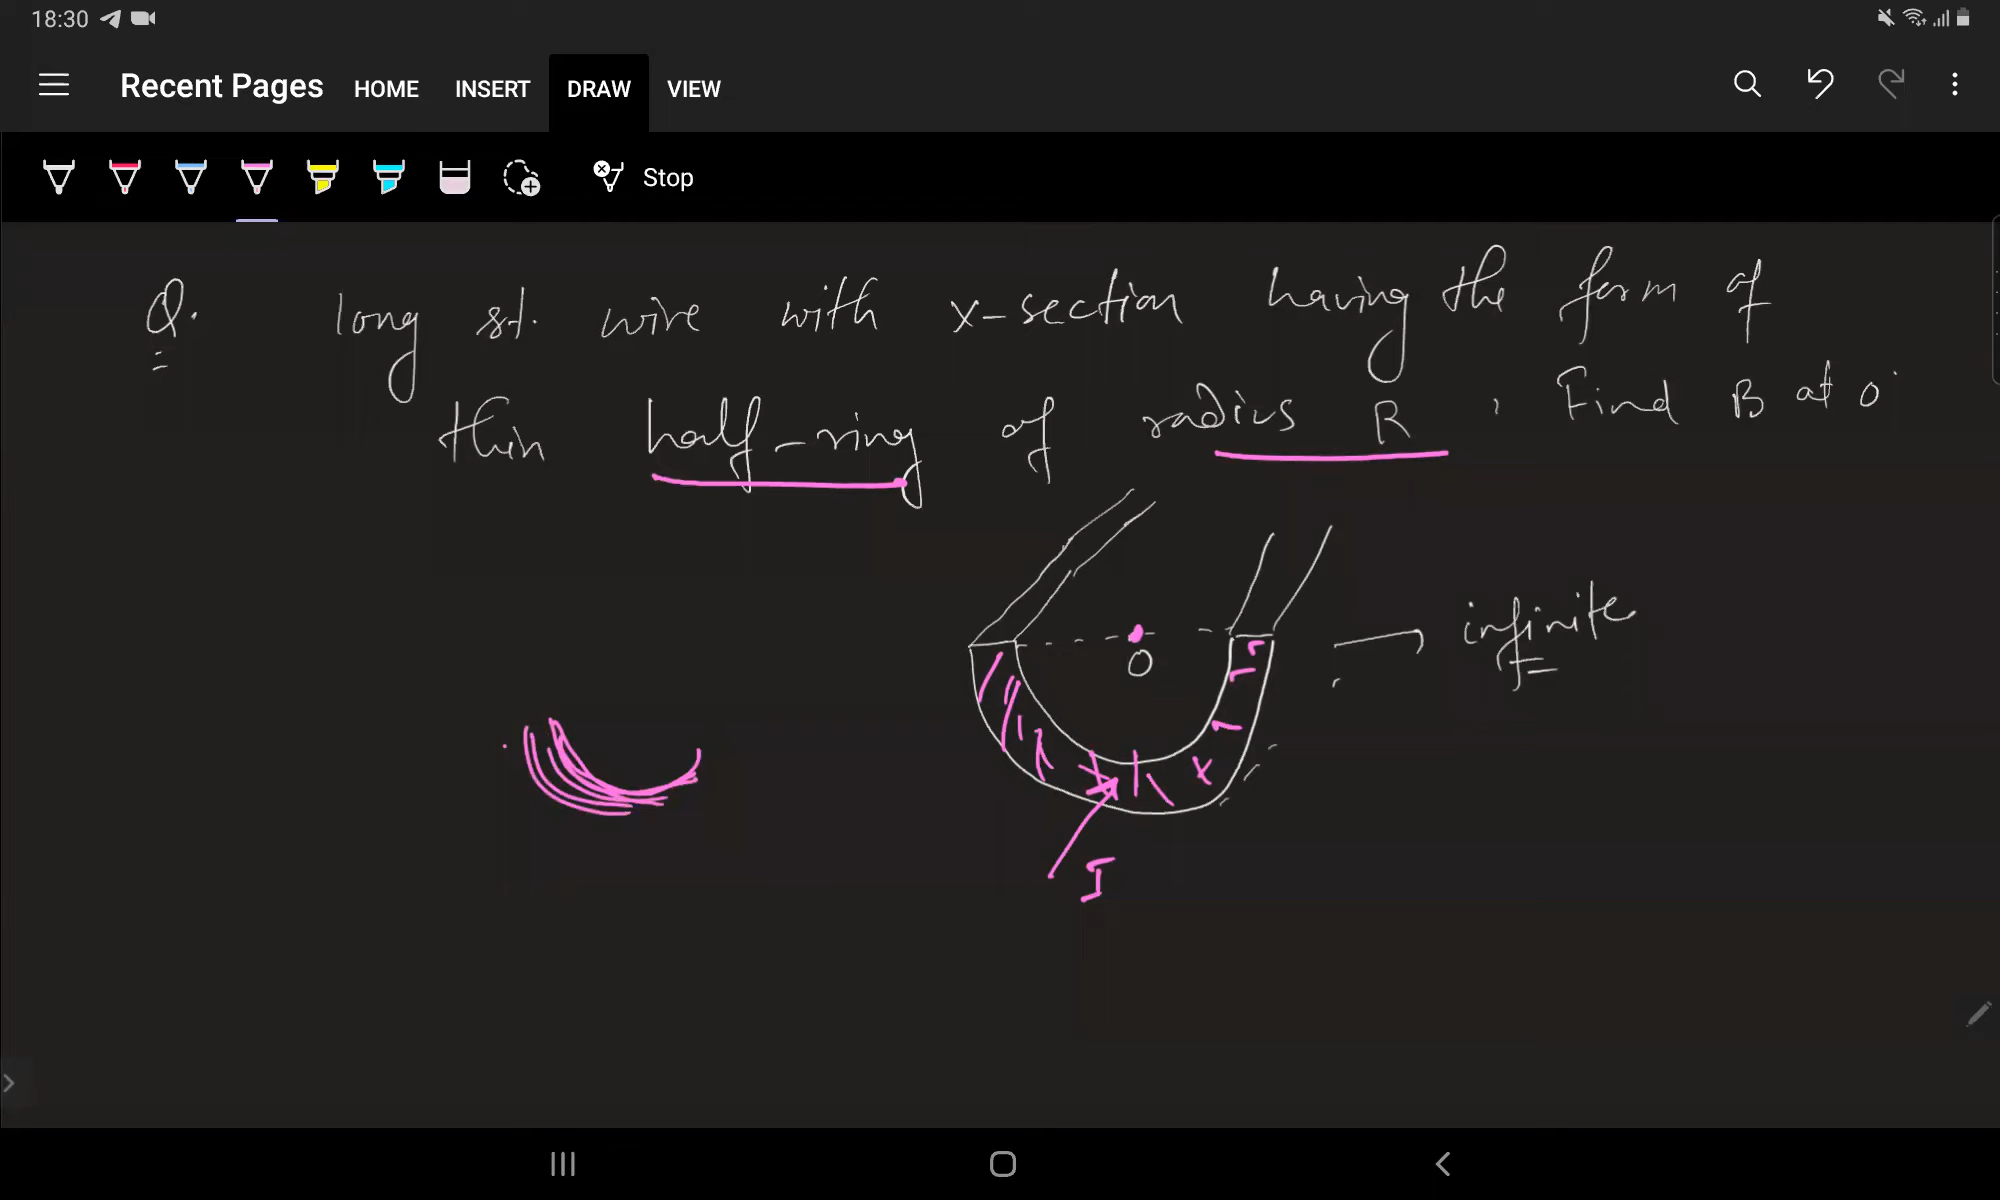 18:30
Recent Pages HOME INSERT DRAW VIEW
Stop
Q. long st. wire with x-section having the form of
thin half-ring of radius R, Find B at O.
O
infinite
I